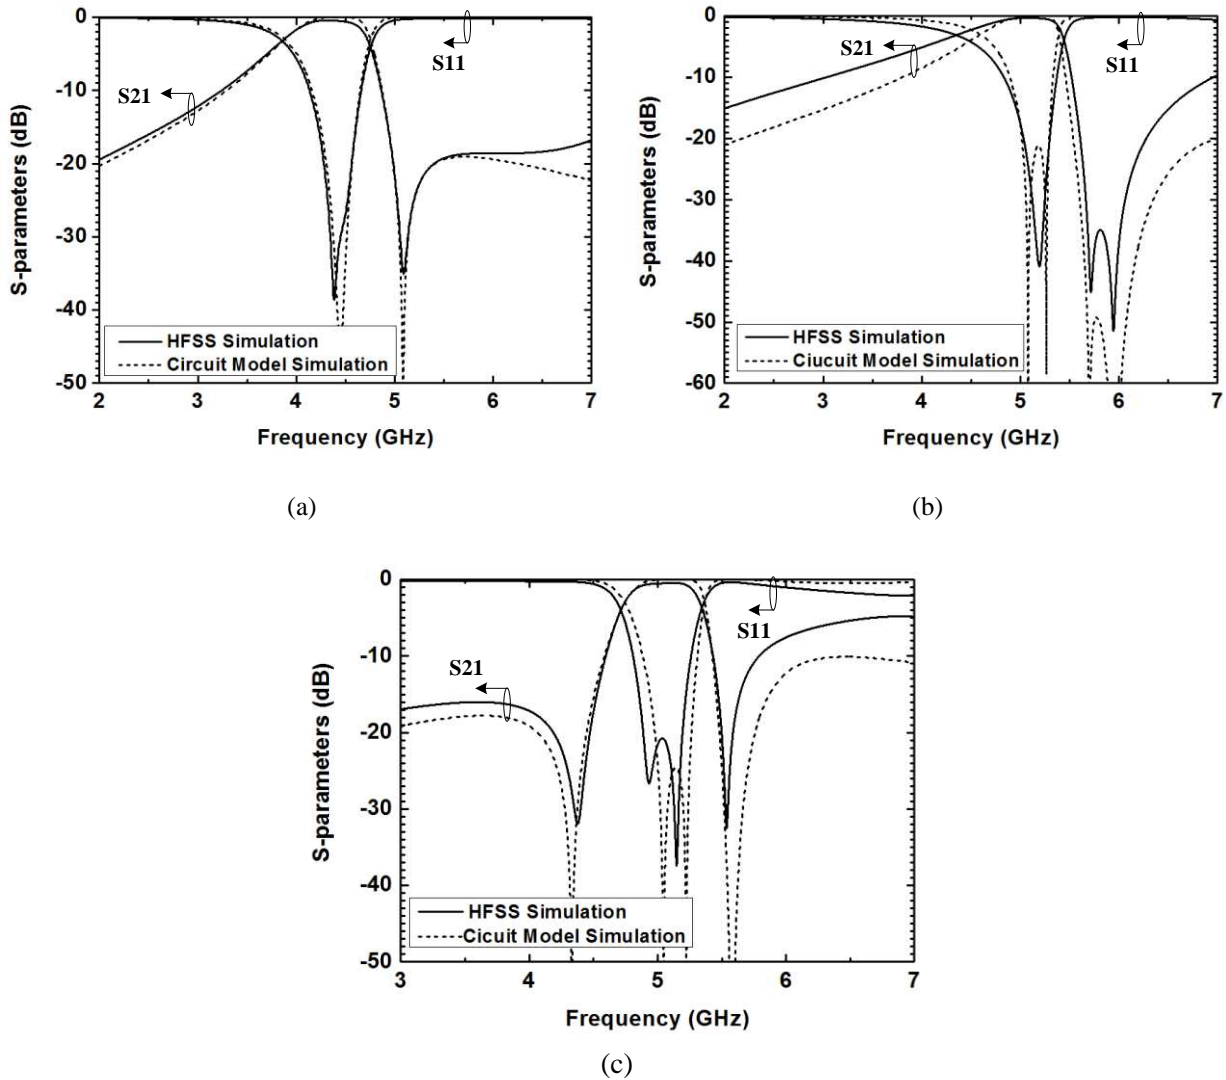 0
-10
-20
-30
-40
-50
S-parameters (dB)
S21
S11
HFSS Simulation
Circuit Model Simulation
2 3 4 5 6 7
Frequency (GHz)
(a)
0
-10
-20
-30
-40
-50
-60
S-parameters (dB)
S21
S11
HFSS Simulation
Ciucuit Model Simulation
2 3 4 5 6 7
Frequency (GHz)
(b)
0
-10
-20
-30
-40
-50
S-parameters (dB)
S21
S11
HFSS Simulation
Cicuit Model Simulation
3 4 5 6 7
Frequency (GHz)
(c)